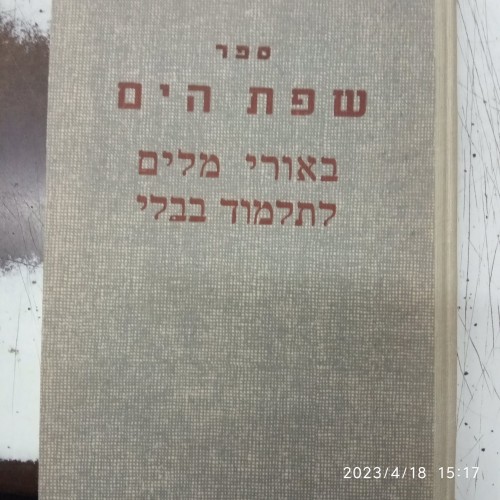 ספר
שפת הים
באורי מלים
לתלמוד בבלי
2023/4/18 15:17